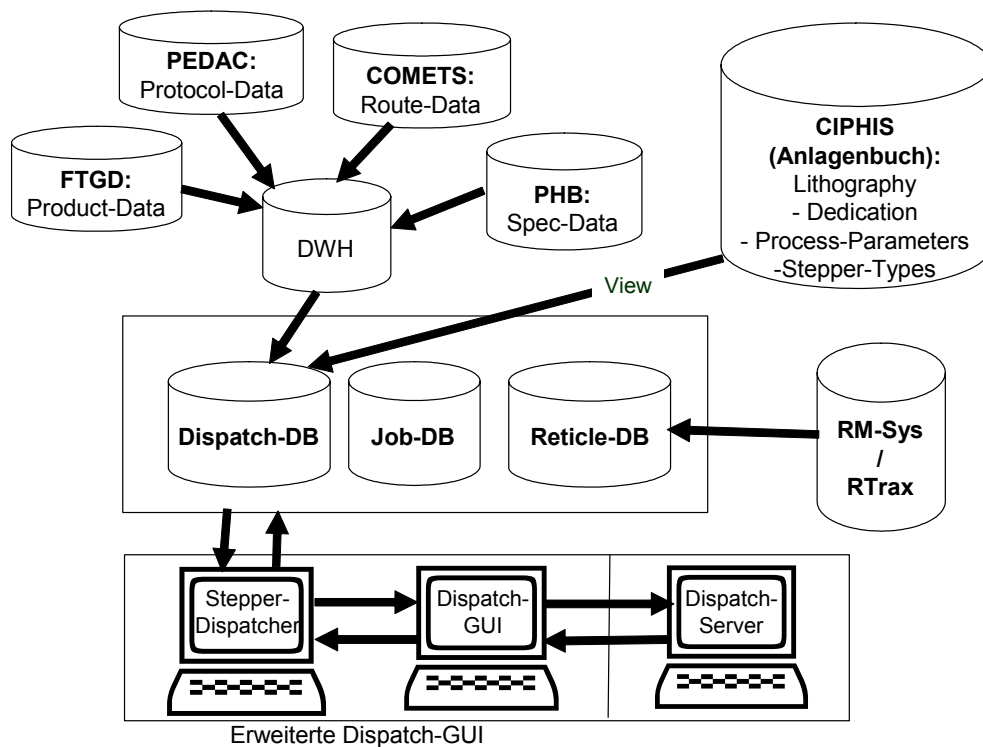 PEDAC:
Protocol-Data
COMETS:
Route-Data
CIPHIS
(Anlagenbuch):
Lithography
- Dedication
- Process-Parameters
-Stepper-Types
FTGD:
Product-Data
PHB:
Spec-Data
DWH
View
Dispatch-DB
Job-DB
Reticle-DB
RM-Sys
/
RTrax
Stepper-
Dispatcher
Dispatch-
GUI
Dispatch-
Server
Erweiterte Dispatch-GUI